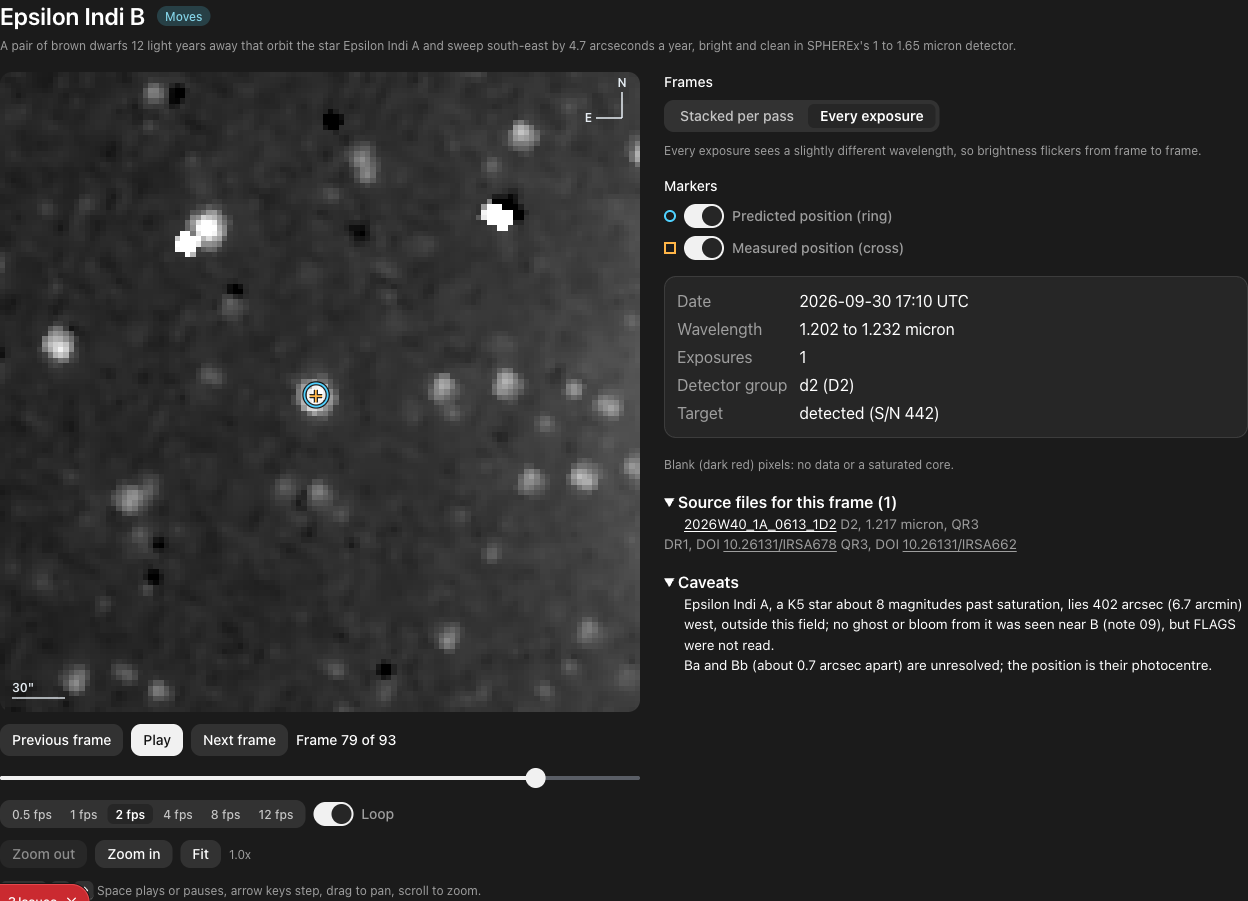 Epsilon Indi B Moves
A pair of brown dwarfs 12 light years away that orbit the star Epsilon Indi A and sweep south-east by 4.7 arcseconds a year, bright and clean in SPHEREx's 1 to 1.65 micron detector.
N
E
30"
Previous frame Play Next frame Frame 79 of 93
0.5 fps 1 fps 2 fps 4 fps 8 fps 12 fps Loop
Zoom out Zoom in Fit 1.0x
Space plays or pauses, arrow keys step, drag to pan, scroll to zoom.
Frames
Stacked per pass Every exposure
Every exposure sees a slightly different wavelength, so brightness flickers from frame to frame.
Markers
Predicted position (ring)
Measured position (cross)
Date 2026-09-30 17:10 UTC
Wavelength 1.202 to 1.232 micron
Exposures 1
Detector group d2 (D2)
Target detected (S/N 442)
Blank (dark red) pixels: no data or a saturated core.
Source files for this frame (1)
2026W40_1A_0613_1D2 D2, 1.217 micron, QR3
DR1, DOI 10.26131/IRSA678 QR3, DOI 10.26131/IRSA662
Caveats
Epsilon Indi A, a K5 star about 8 magnitudes past saturation, lies 402 arcsec (6.7 arcmin)
west, outside this field; no ghost or bloom from it was seen near B (note 09), but FLAGS
were not read.
Ba and Bb (about 0.7 arcsec apart) are unresolved; the position is their photocentre.